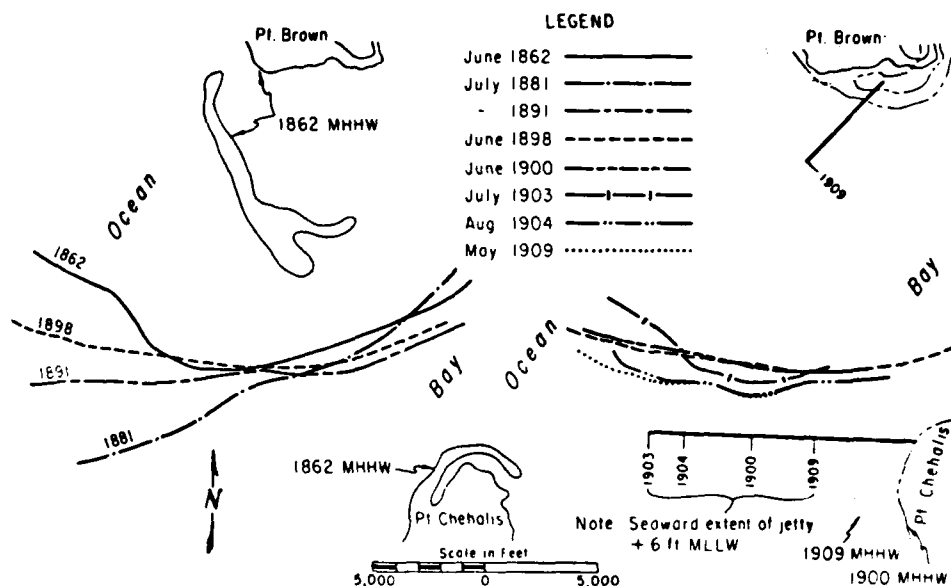 LEGEND
Pt. Brown
June 1862
July 1881
- 1891
June 1898
June 1900
July 1903
Aug 1904
May 1909
1862 MHHW
Ocean
1862
1898
1891
1881
Bay
N
1862 MHHW
Pt Chehalis
Scale in Feet
5,000 0 5,000
Pt. Brown
1909
Bay
Ocean
Pt Chehalis
1903
1904
1900
1909
Note Seaward extent of jetty
+ 6 ft MLLW
1909 MHHW
1900 MHHW